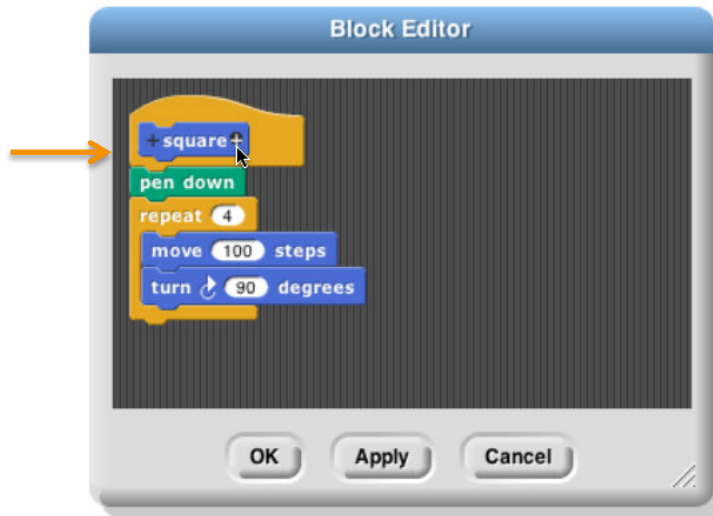 Block Editor
+ square +
pen down
repeat 4
move 100 steps
turn 90 degrees
OK Apply Cancel